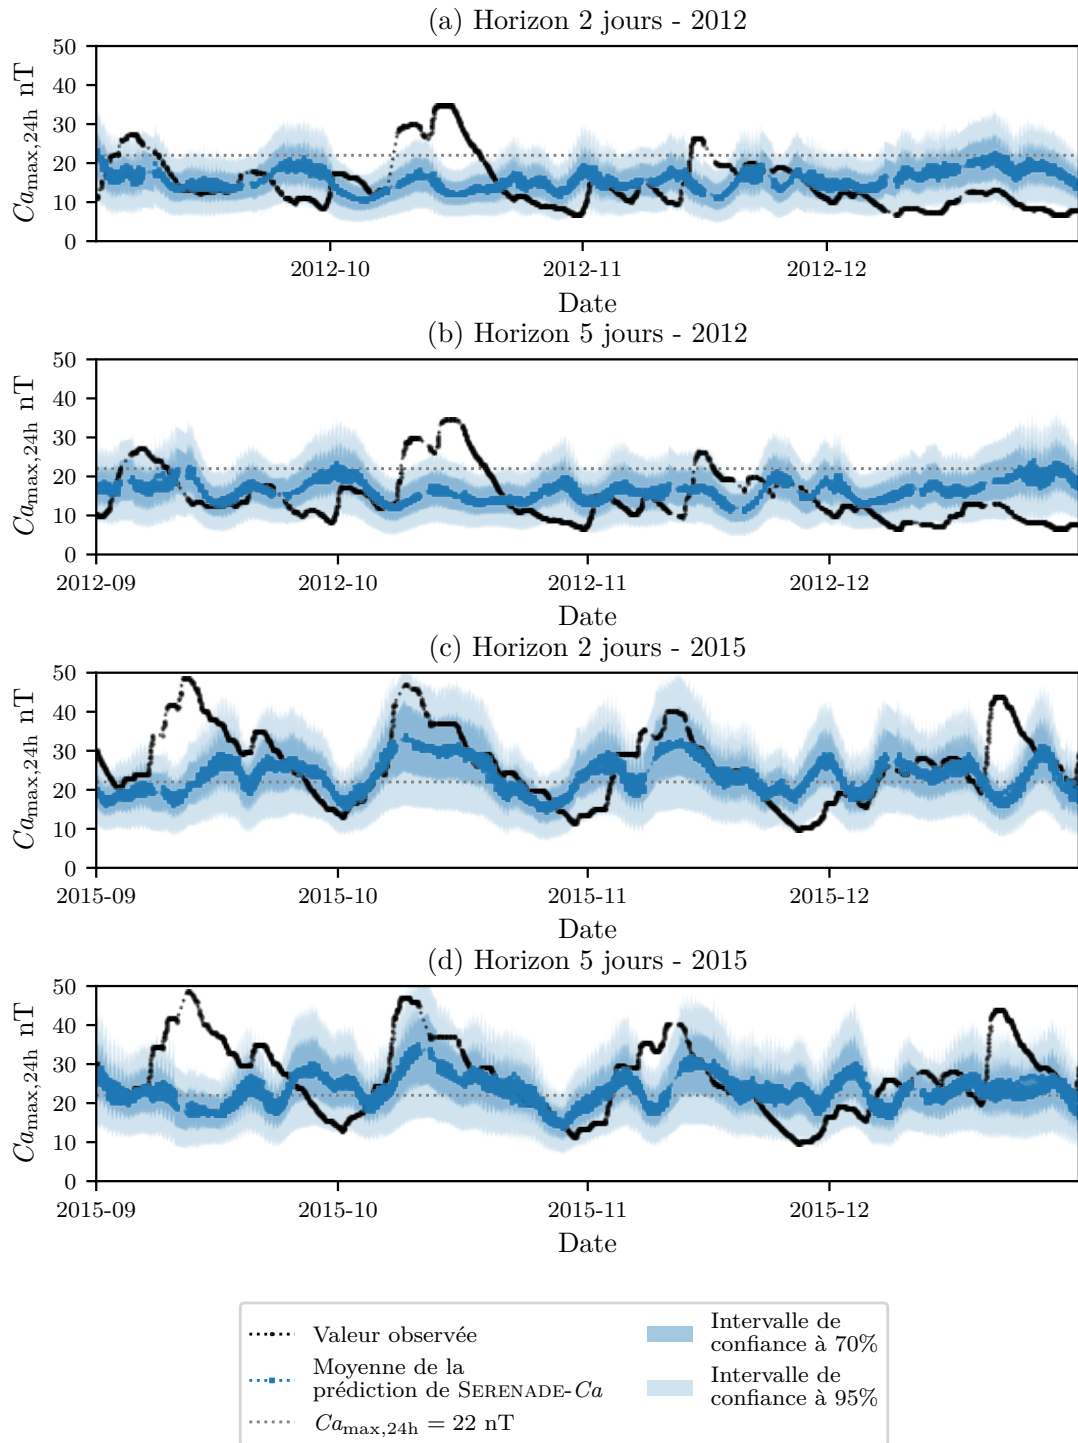 (a) Horizon 2 jours - 2012
50
40
30
20
10
0
Ca_max,24h nT
2012-10 2012-11 2012-12
Date
(b) Horizon 5 jours - 2012
50
40
30
20
10
0
Ca_max,24h nT
2012-09 2012-10 2012-11 2012-12
Date
(c) Horizon 2 jours - 2015
50
40
30
20
10
0
Ca_max,24h nT
2015-09 2015-10 2015-11 2015-12
Date
(d) Horizon 5 jours - 2015
50
40
30
20
10
0
Ca_max,24h nT
2015-09 2015-10 2015-11 2015-12
Date
Valeur observée
Moyenne de la
prédiction de SERENADE-Ca
Ca_max,24h = 22 nT
Intervalle de
confiance à 70%
Intervalle de
confiance à 95%